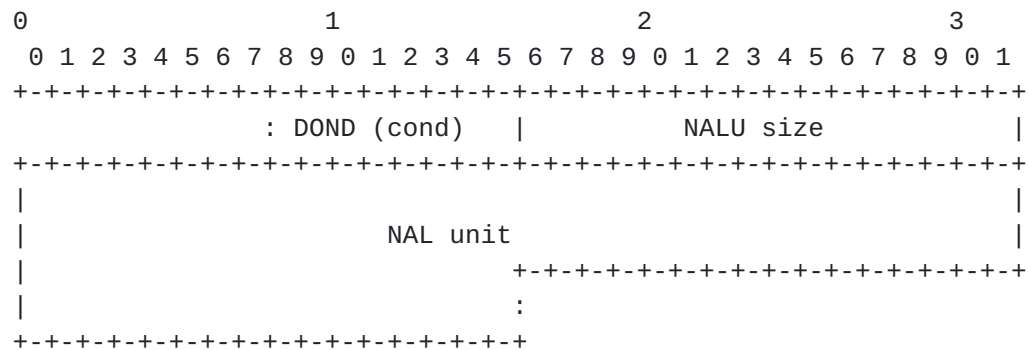 0                   1                   2                   3
 0 1 2 3 4 5 6 7 8 9 0 1 2 3 4 5 6 7 8 9 0 1 2 3 4 5 6 7 8 9 0 1
+-+-+-+-+-+-+-+-+-+-+-+-+-+-+-+-+-+-+-+-+-+-+-+-+-+-+-+-+-+-+-+-+
                : DOND (cond)   |          NALU size            |
+-+-+-+-+-+-+-+-+-+-+-+-+-+-+-+-+-+-+-+-+-+-+-+-+-+-+-+-+-+-+-+-+
|                                                               |
|                       NAL unit                                |
|                               +-+-+-+-+-+-+-+-+-+-+-+-+-+-+-+-+
|                               :
+-+-+-+-+-+-+-+-+-+-+-+-+-+-+-+-+